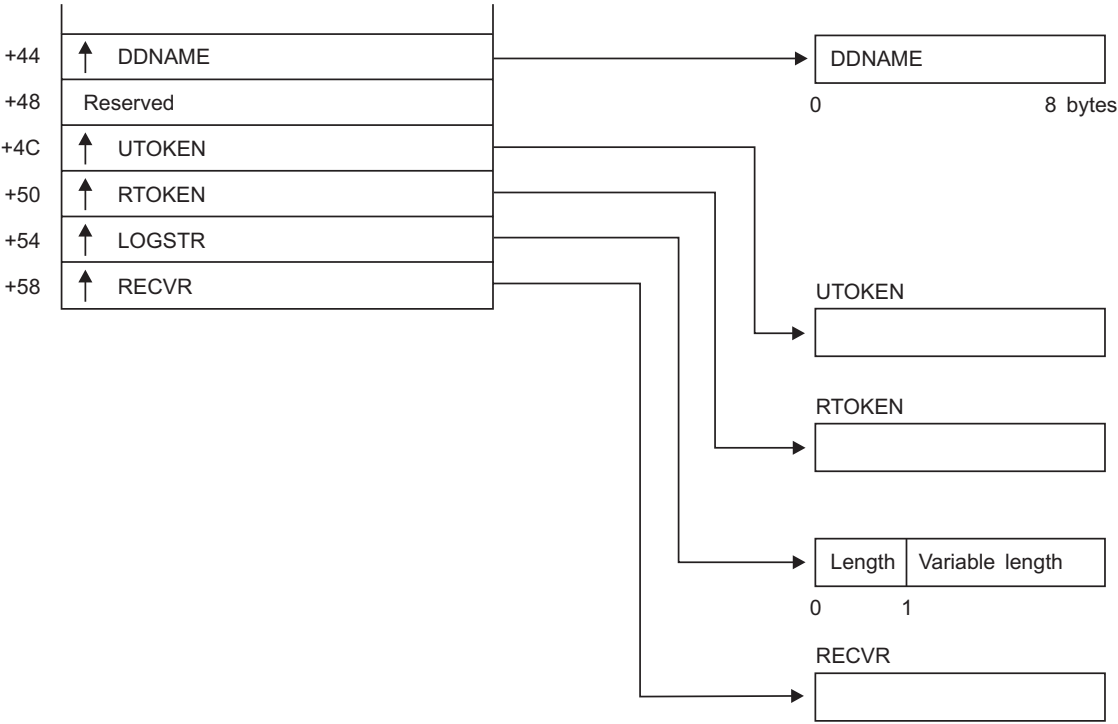 +44 DDNAME
DDNAME
0 8 bytes
+48 Reserved
+4C UTOKEN
+50 RTOKEN
+54 LOGSTR
+58 RECVR
UTOKEN
RTOKEN
Length Variable length
0 1
RECVR